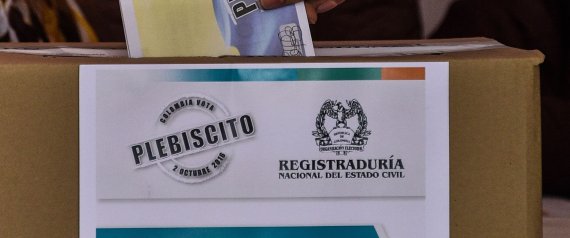 COLOMBIA VOTA
PLEBISCITO
2 OCTUBRE 2016
REGISTRADURÍA
NACIONAL DEL ESTADO CIVIL